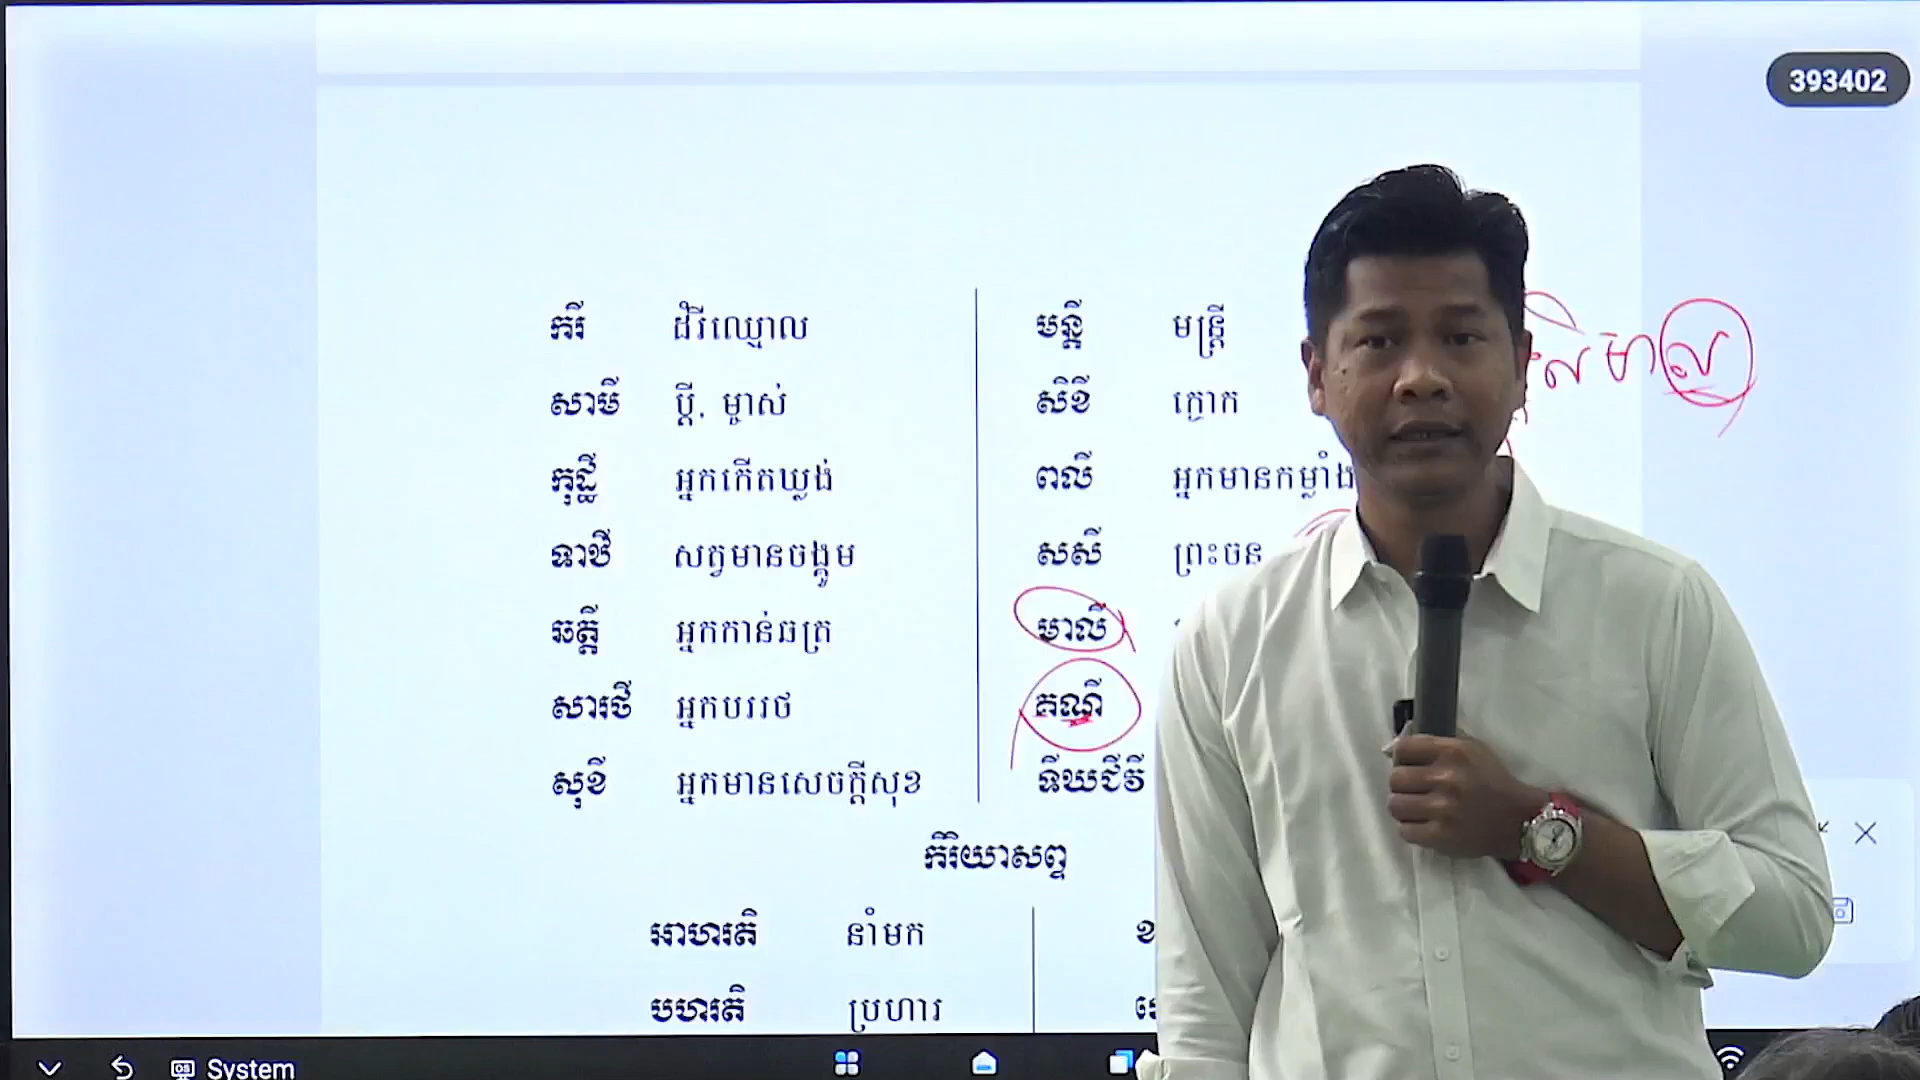 393402
ករី ដំរីឈ្មោល មន្តី មន្ត្រី
សាមី ប្តី, ម្ចាស់ សិខី ក្ងោក
កុដ្ឋី អ្នកកើតឃ្លង់ ពលី អ្នកមានកម្លាំង
ទាឋី សត្វមានចង្កូម សសី ព្រះចន្ទ
ឆត្តី អ្នកកាន់ឆត្រ មាលី
សារថី អ្នកបររថ គណី
សុខី អ្នកមានសេចក្តីសុខ ទីឃជីវី
កិរិយាសព្ទ
អាហរតិ នាំមក
បហរតិ ប្រហារ
System